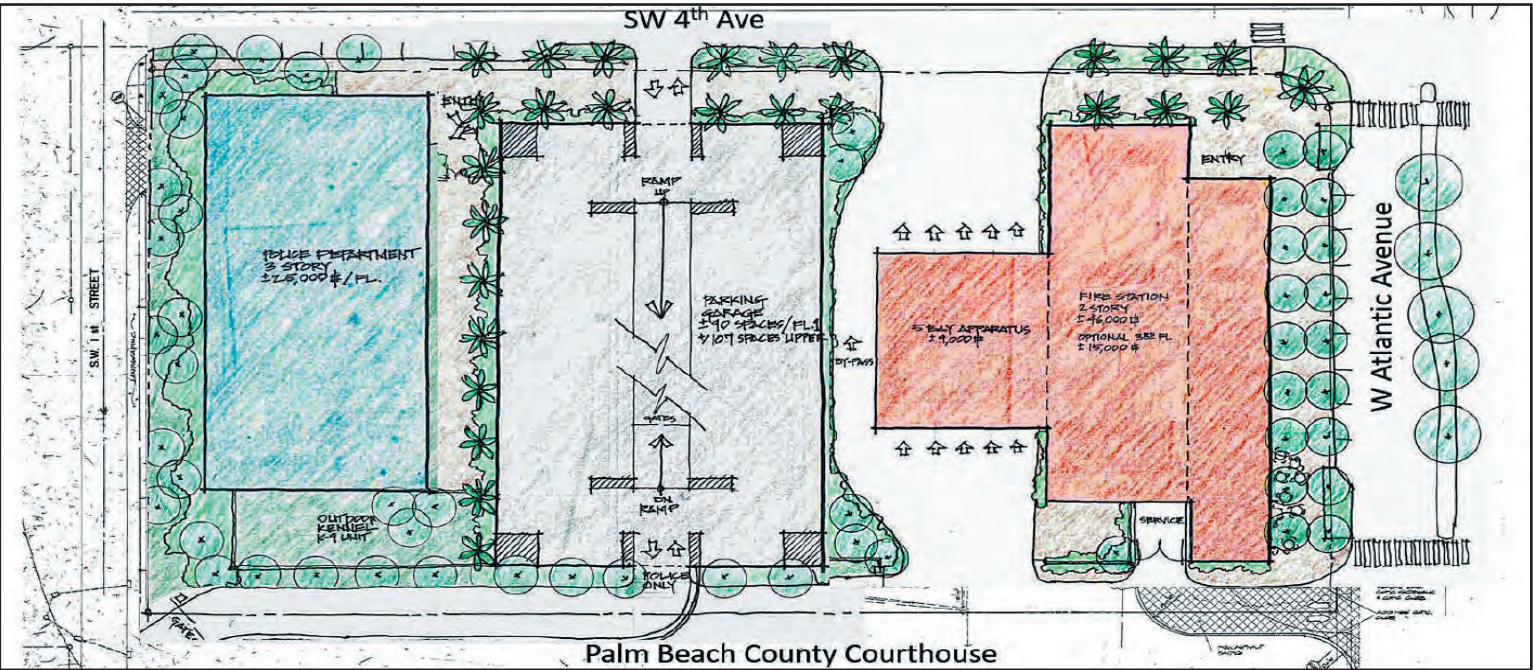 SW 4th Ave
ENTRY
RAMP
UP
ENTRY
POLICE DEPARTMENT
3 STORY
±25,000 ⌗/FL.
S.W. 1st STREET
PARKING
GARAGE
±90 SPACES/FL.1
±109 SPACES UPPER
BY-PASS
5 BAY APPARATUS
±9,000 ⌗
FIRE STATION
2 STORY
±46,000 ⌗
OPTIONAL 3RD FL
±15,000 ⌗
W Atlantic Avenue
GATES
DN
RAMP
OUTDOOR
KENNEL
K-9 UNIT
SERVICE
POLICE
ONLY
GATE
Palm Beach County Courthouse